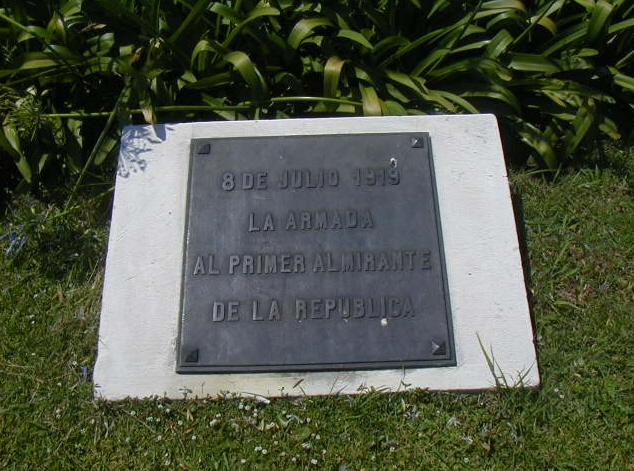 8 DE JULIO 1919
LA ARMADA
AL PRIMER ALMIRANTE
DE LA REPUBLICA